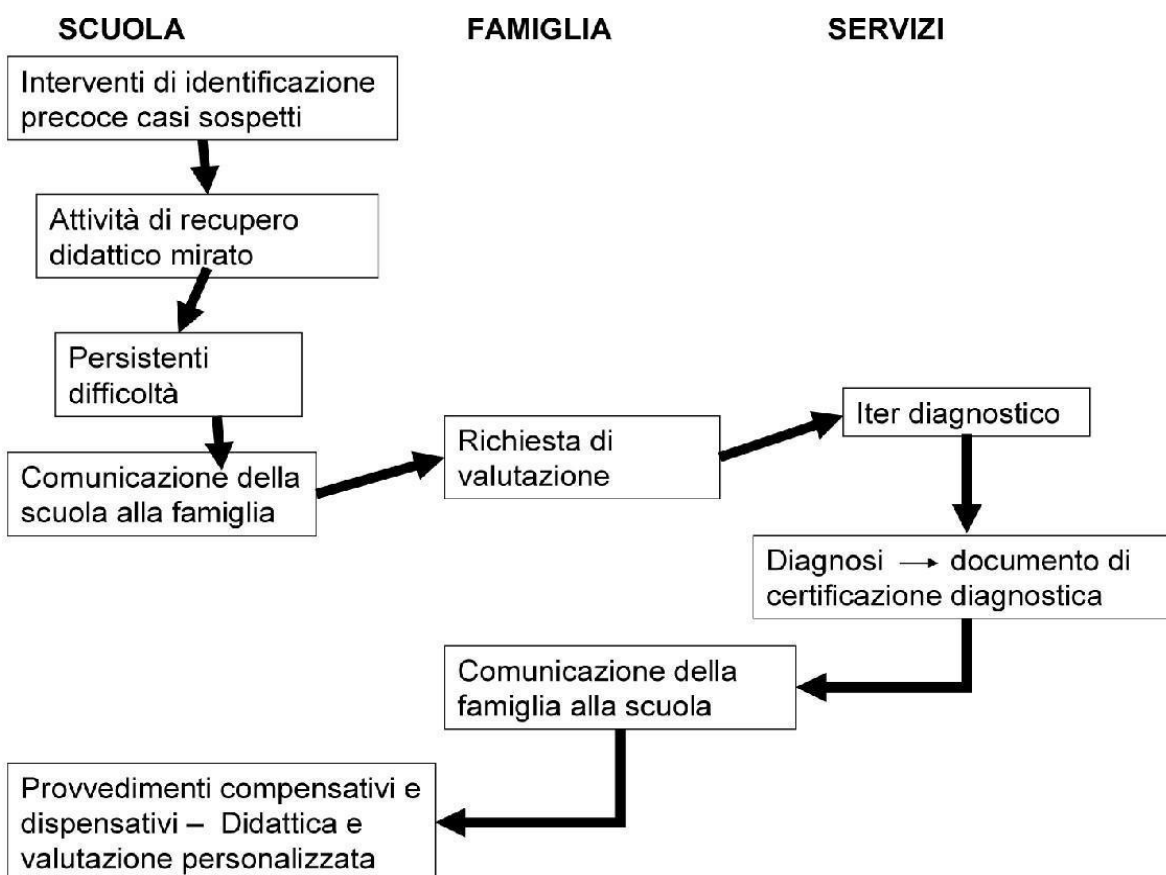 SCUOLA
FAMIGLIA
SERVIZI
Interventi di identificazione
precoce casi sospetti
Attività di recupero
didattico mirato
Persistenti
difficoltà
Comunicazione della
scuola alla famiglia
Richiesta di
valutazione
Iter diagnostico
Diagnosi → documento di
certificazione diagnostica
Comunicazione della
famiglia alla scuola
Provvedimenti compensativi e
dispensativi – Didattica e
valutazione personalizzata